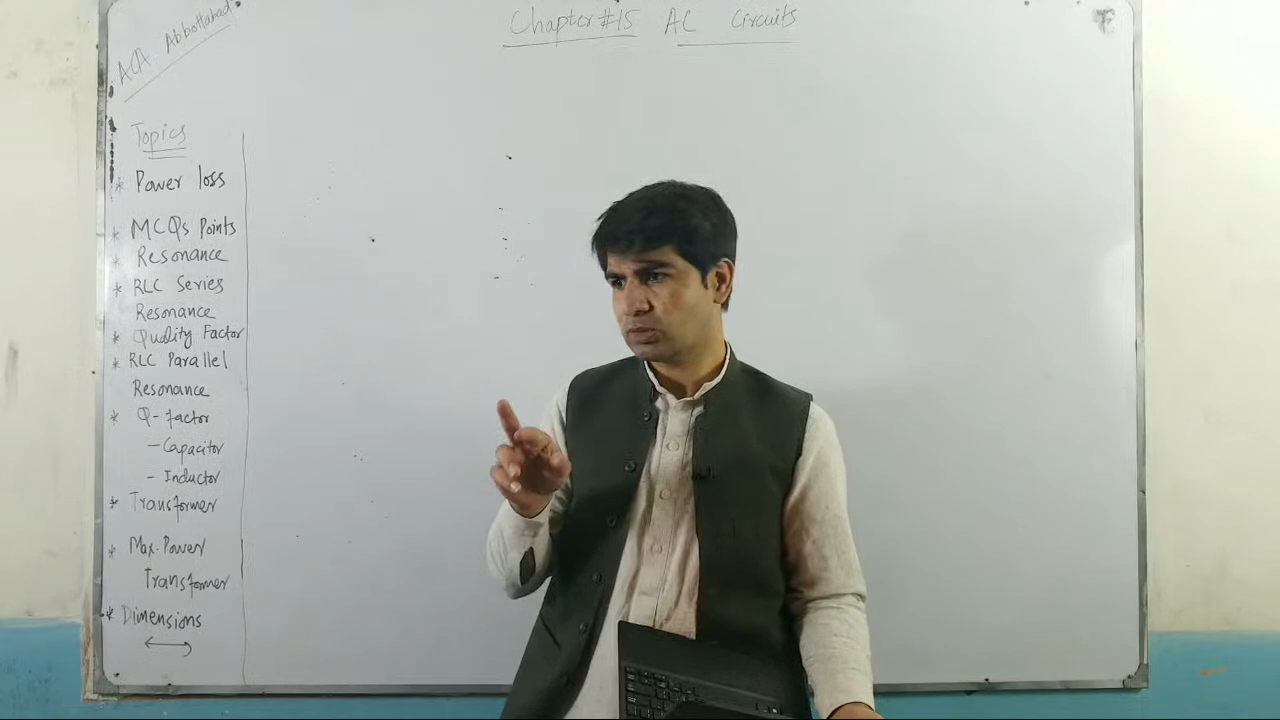 ACA Abbottabad
Chapter #15 AC Circuits
Topics
* Power loss
* MCQs Points
* Resonance
* RLC Series
Resonance
* Quality Factor
* RLC Parallel
Resonance
* Q-factor
- Capacitor
- Inductor
* Transformer
* Max. Power
Transformer
* Dimensions